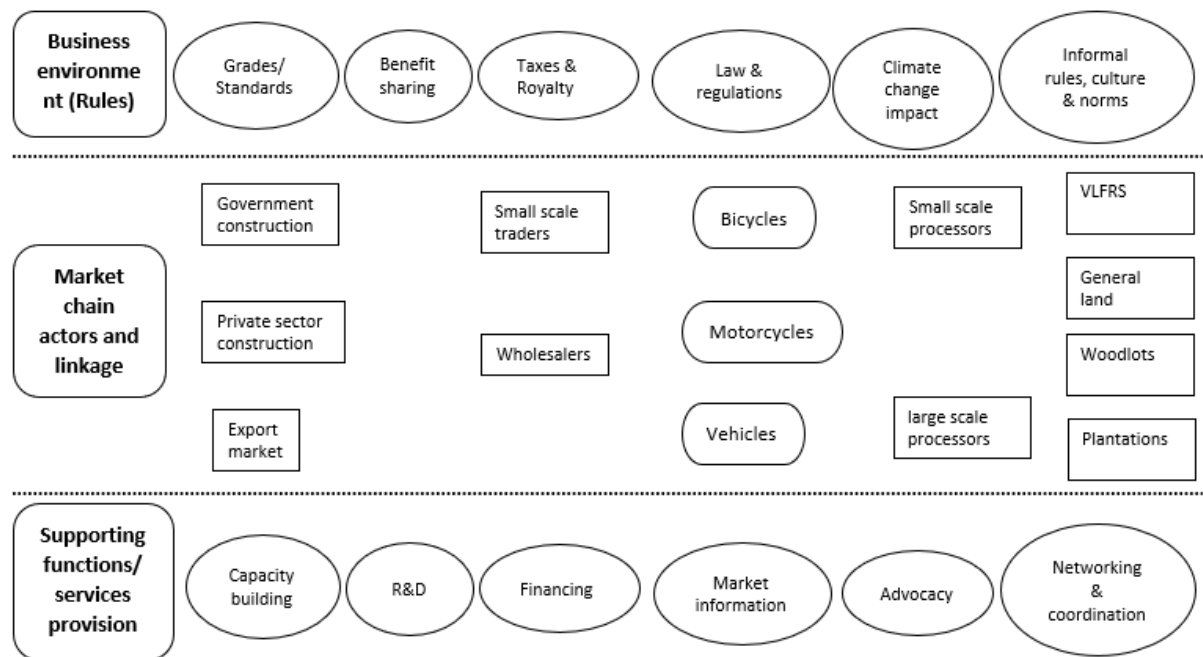 Business
environme
nt (Rules)
Grades/
Standards
Benefit
sharing
Taxes &
Royalty
Law &
regulations
Climate
change
impact
Informal
rules, culture
& norms
Market
chain
actors and
linkage
Government
construction
Small scale
traders
Bicycles
Small scale
processors
VLFRS
General
land
Private sector
construction
Wholesalers
Motorcycles
Woodlots
Export
market
Vehicles
large scale
processors
Plantations
Supporting
functions/
services
provision
Capacity
building
R&D
Financing
Market
information
Advocacy
Networking
&
coordination